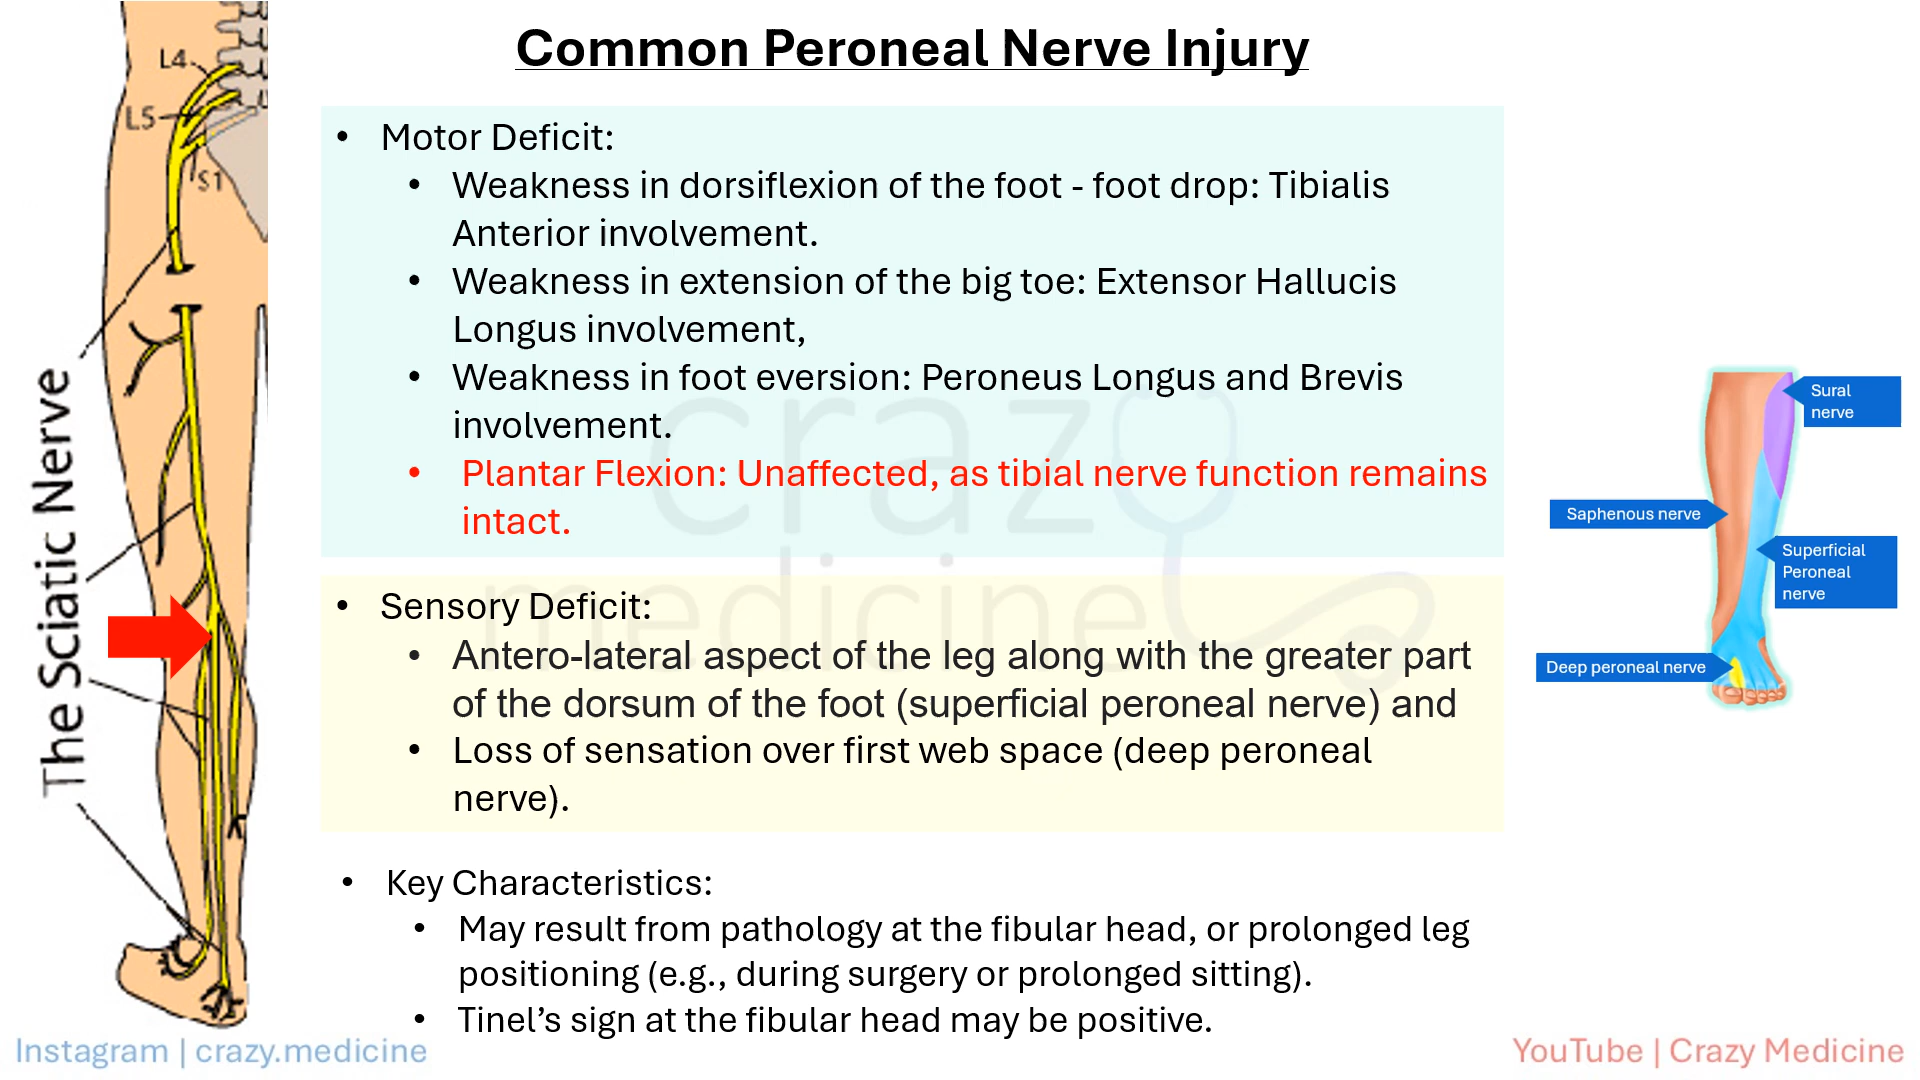 Common Peroneal Nerve Injury
L4
L5
S1
The Sciatic Nerve
• Motor Deficit:
• Weakness in dorsiflexion of the foot - foot drop: Tibialis
Anterior involvement.
• Weakness in extension of the big toe: Extensor Hallucis
Longus involvement,
• Weakness in foot eversion: Peroneus Longus and Brevis
involvement.
• Plantar Flexion: Unaffected, as tibial nerve function remains
intact.
• Sensory Deficit:
• Antero-lateral aspect of the leg along with the greater part
of the dorsum of the foot (superficial peroneal nerve) and
• Loss of sensation over first web space (deep peroneal
nerve).
• Key Characteristics:
• May result from pathology at the fibular head, or prolonged leg
positioning (e.g., during surgery or prolonged sitting).
• Tinel’s sign at the fibular head may be positive.
Sural
nerve
Saphenous nerve
Superficial
Peroneal
nerve
Deep peroneal nerve
crazy
medicine
Instagram | crazy.medicine
YouTube | Crazy Medicine